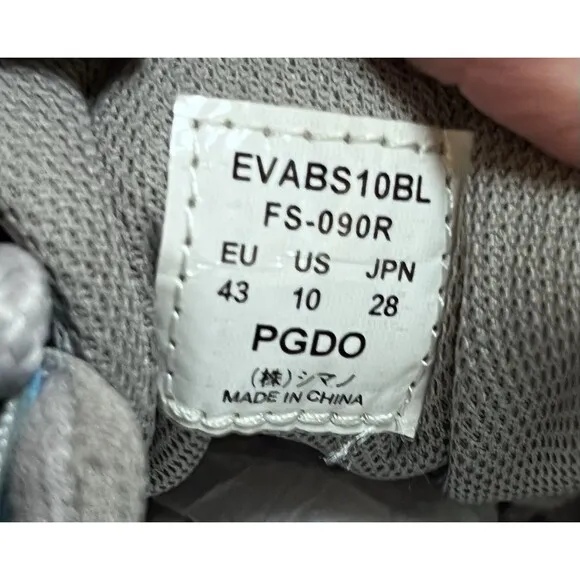 EVABS10BL
FS-090R
EU US JPN
43 10 28
PGDO
(株)シマノ
MADE IN CHINA